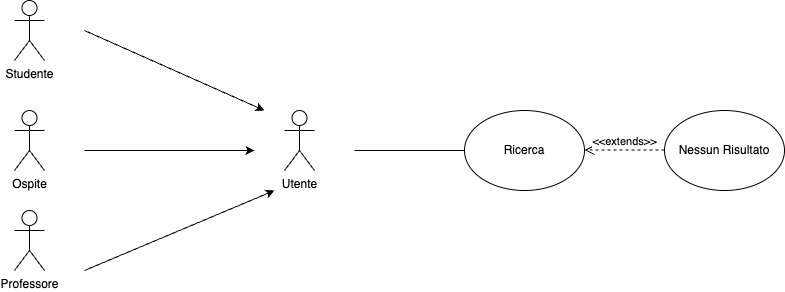 Studente
Ospite
Professore
Utente
Ricerca
<<extends>>
Nessun Risultato